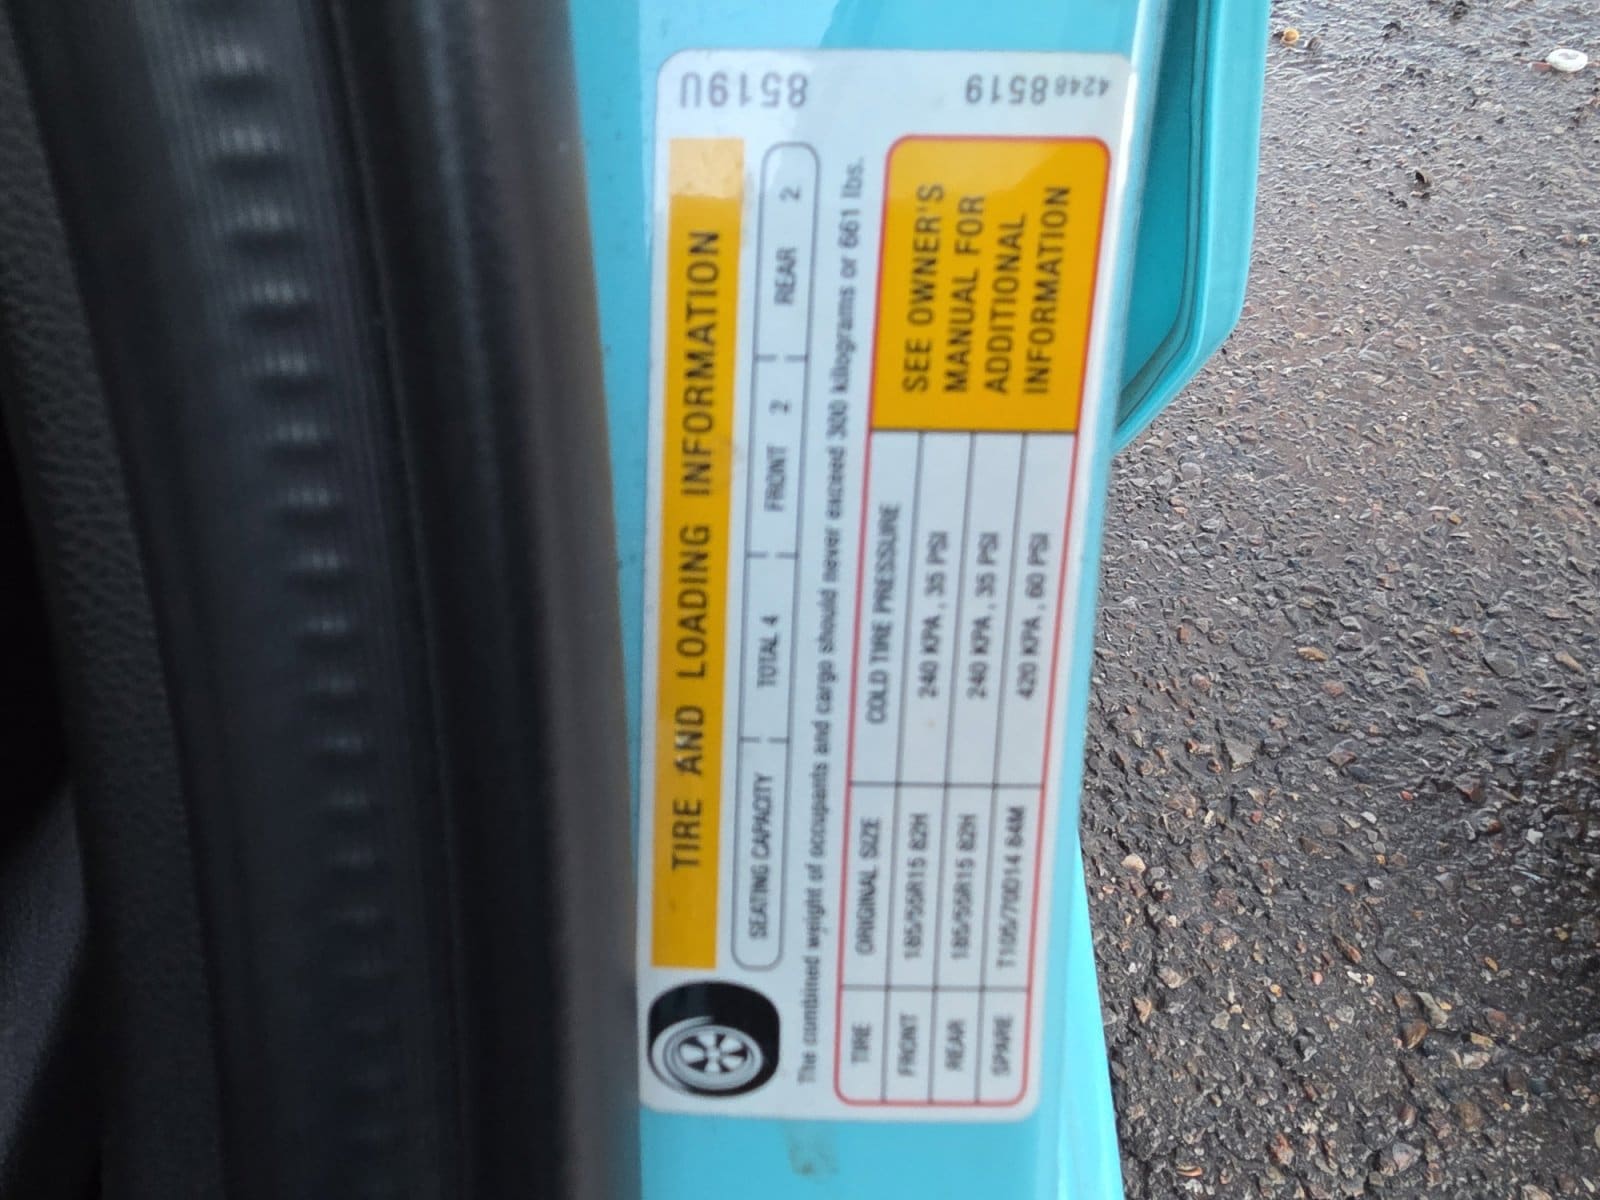 TIRE AND LOADING INFORMATION
SEATING CAPACITY TOTAL 4 FRONT 2 REAR 2
The combined weight of occupants and cargo should never exceed 300 kilograms or 661 lbs.
TIRE ORIGINAL SIZE COLD TIRE PRESSURE
FRONT 185/55R15 82H 240 KPA, 35 PSI
REAR 185/55R15 82H 240 KPA, 35 PSI
SPARE T105/70D14 84M 420 KPA, 60 PSI
SEE OWNER'S
MANUAL FOR
ADDITIONAL
INFORMATION
8519U
4248 8519